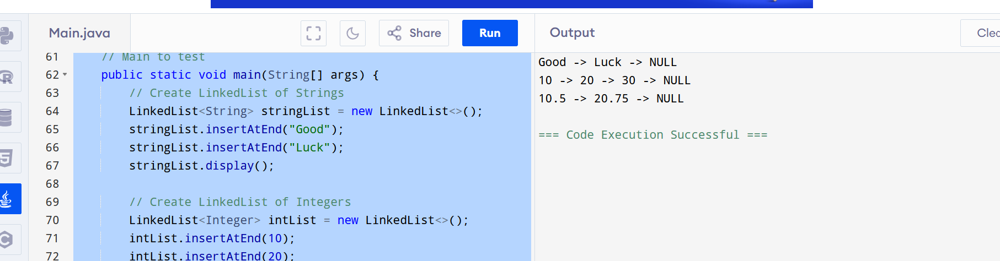 Main.java
Share
Run
Output
61 // Main to test
62 public static void main(String[] args) {
63 // Create LinkedList of Strings
64 LinkedList<String> stringList = new LinkedList<>();
65 stringList.insertAtEnd("Good");
66 stringList.insertAtEnd("Luck");
67 stringList.display();
68
69 // Create LinkedList of Integers
70 LinkedList<Integer> intList = new LinkedList<>();
71 intList.insertAtEnd(10);
72 intList.insertAtEnd(20);
Good -> Luck -> NULL
10 -> 20 -> 30 -> NULL
10.5 -> 20.75 -> NULL
=== Code Execution Successful ===